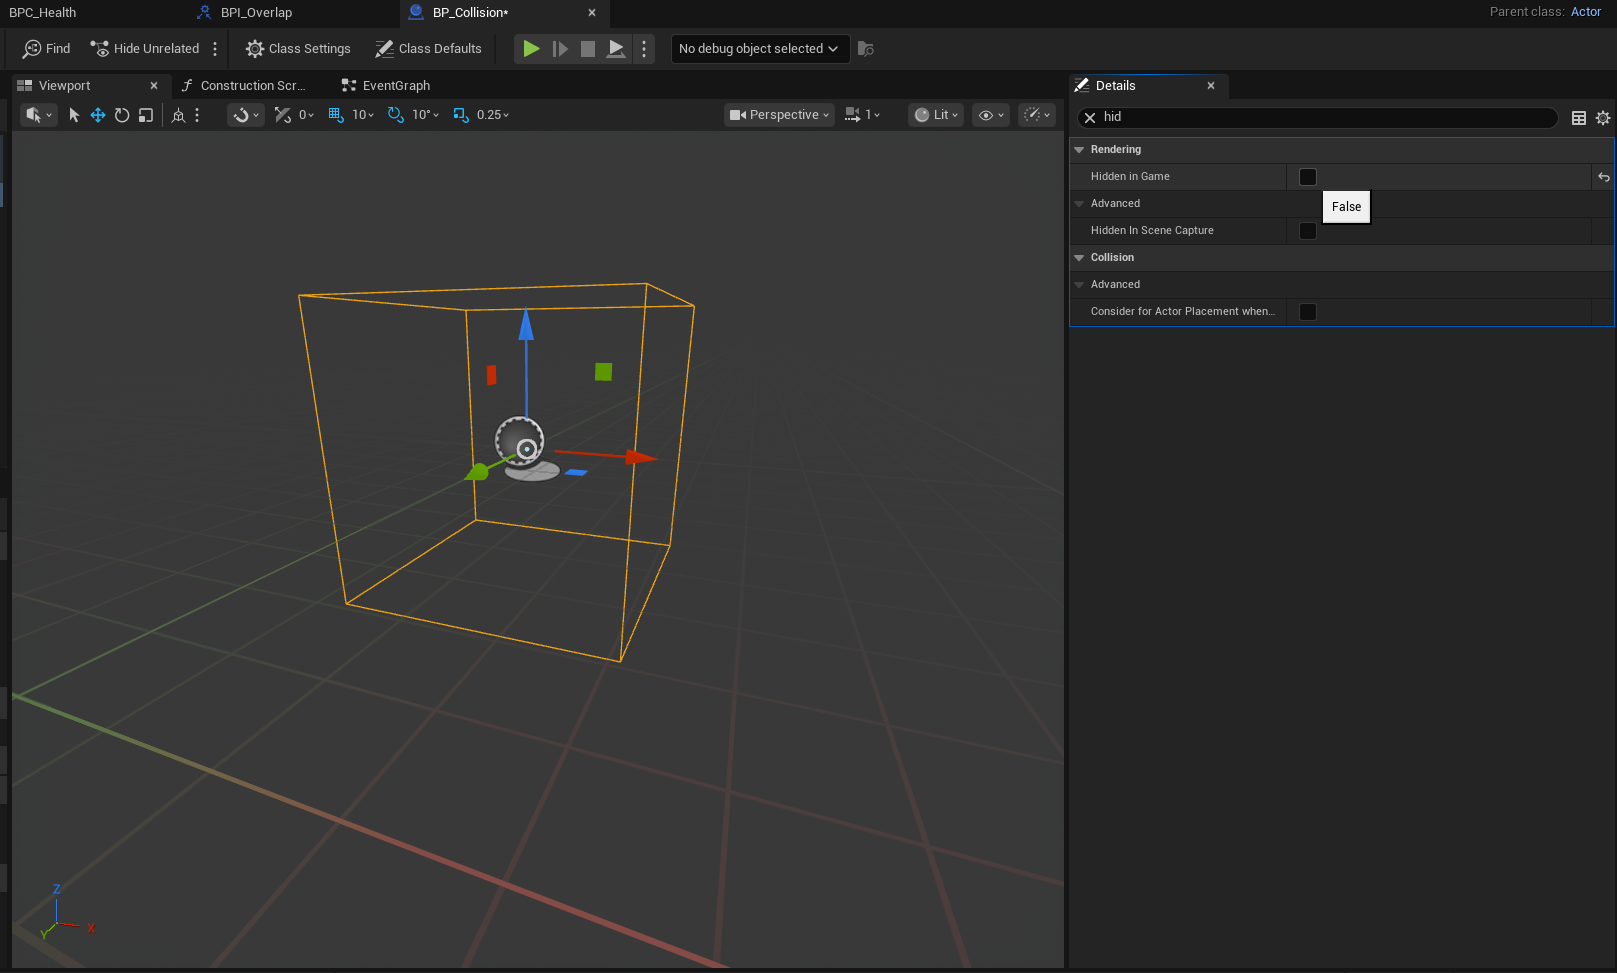 BPC_Health
BPI_Overlap
BP_Collision*
Parent class: Actor
Find
Hide Unrelated
Class Settings
Class Defaults
No debug object selected
Viewport
Construction Scr...
EventGraph
Details
0
10
10°
0.25
Perspective
1
Lit
hid
Rendering
Hidden in Game
False
Advanced
Hidden In Scene Capture
Collision
Advanced
Consider for Actor Placement when...
Z
X
Y